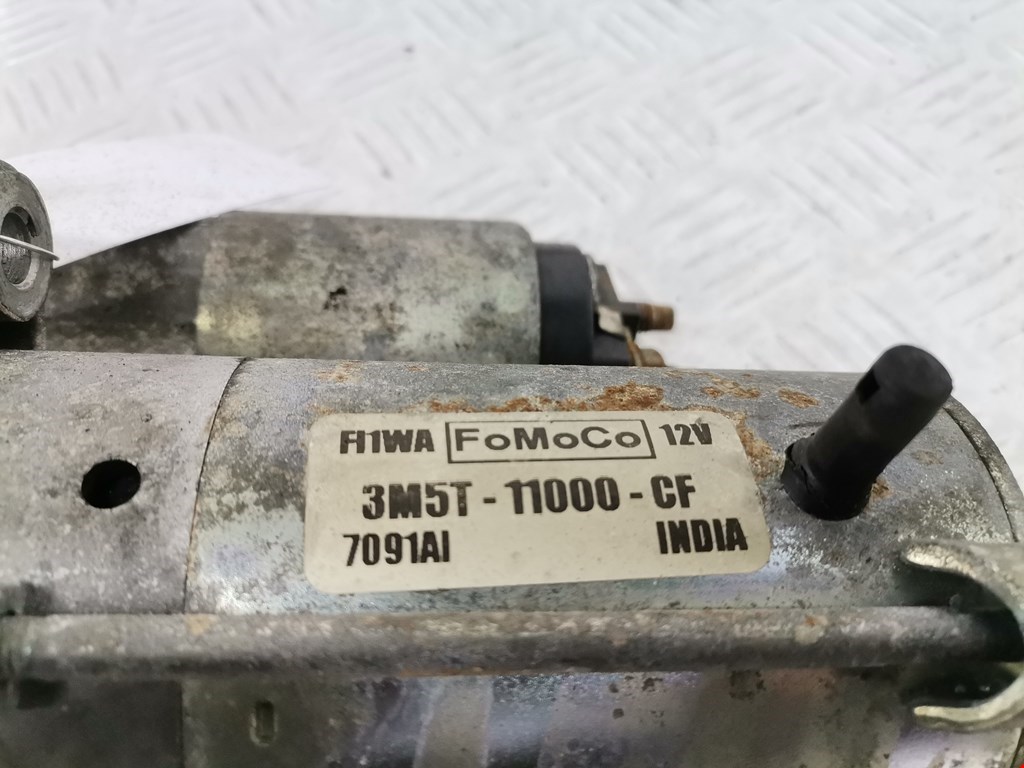 FI1WA FoMoCo 12V
3M5T - 11000 - CF
7091AI INDIA